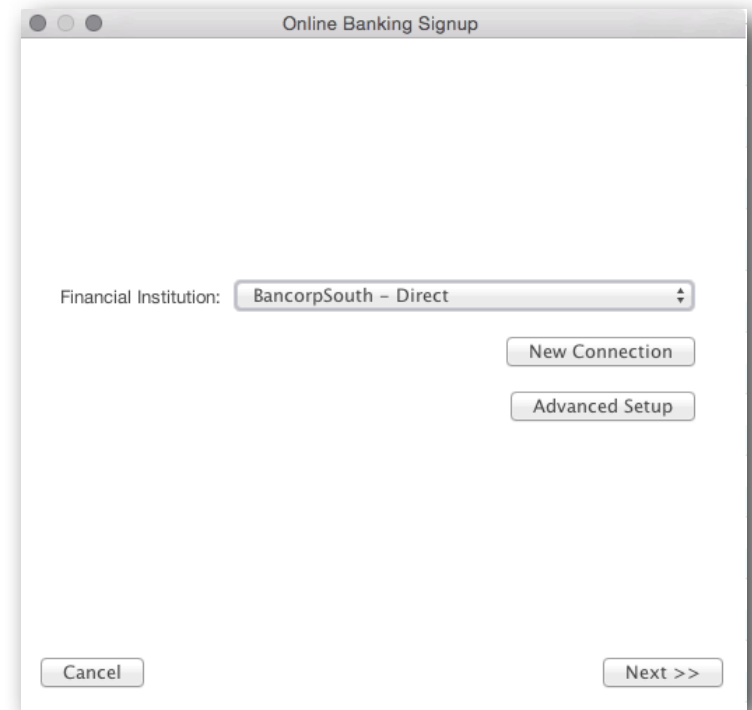 Online Banking Signup
Financial Institution: BancorpSouth – Direct
New Connection
Advanced Setup
Cancel Next >>